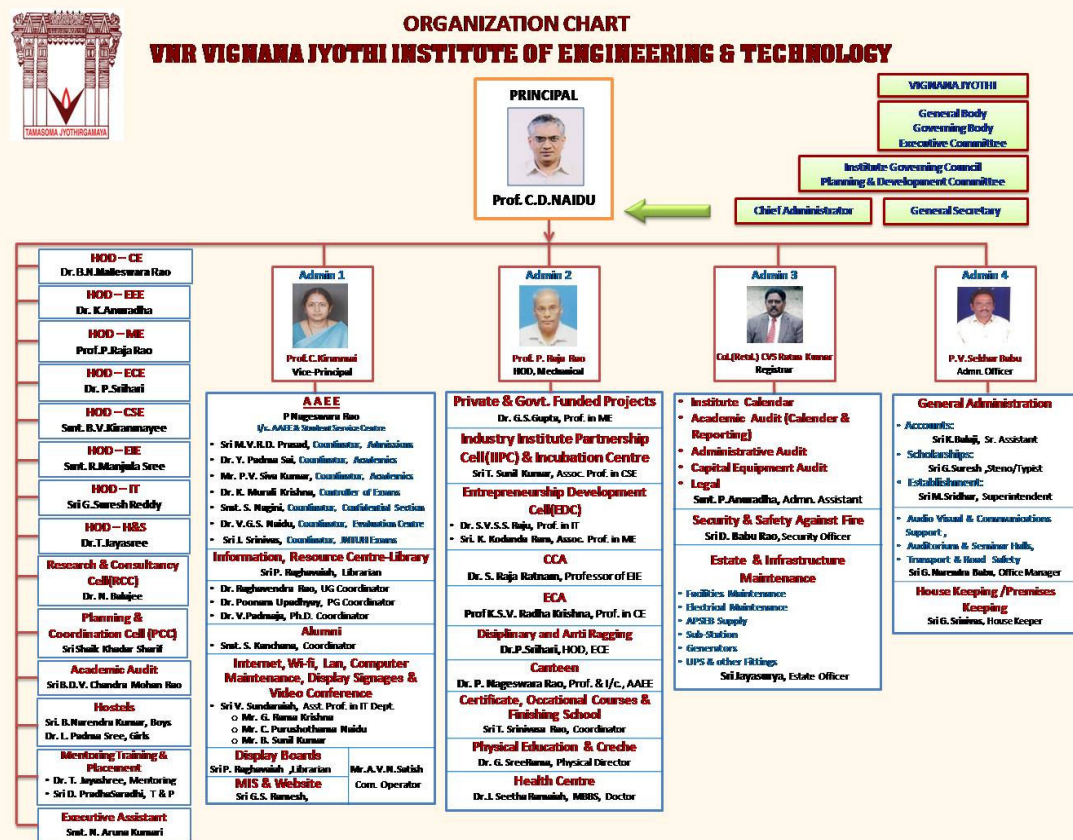 ORGANIZATION CHART
VNR VIGNANA JYOTHI INSTITUTE OF ENGINEERING & TECHNOLOGY
TAMASOMA JYOTHIRGAMAYA
PRINCIPAL
Prof. C.D.NAIDU
VIGNANA JYOTHI
General Body
Governing Body
Executive Committee
Institute Governing Council
Planning & Development Committee
Chief Administrator
General Secretary
HOD – CE
Dr. B.N.Malleswara Rao
HOD – EEE
Dr. K.Anuradha
HOD – ME
Prof.P.Raja Rao
HOD – ECE
Dr. P.Srihari
HOD – CSE
Smt. B.V.Kiranmayee
HOD – EIE
Smt. R.Manjula Sree
HOD – IT
Sri G.Suresh Reddy
HOD – H&S
Dr.T.Jayasree
Research & Consultancy
Cell(RCC)
Dr. N. Balajee
Planning &
Coordination Cell (PCC)
Sri Shaik Khadar Sharif
Academic Audit
Sri B.D.V. Chandra Mohan Rao
Hostels
Sri. B.Narendra Kumar, Boys
Dr. L. Padma Sree, Girls
Mentoring Training &
Placement
• Dr. T. Jayashree, Mentoring
• Sri D. PradhaSaradhi, T & P
Executive Assistant
Smt. N. Aruna Kumari
Admin 1
Prof.C.Kiranmai
Vice-Principal
AAEE
P Nageswara Rao
I/c. AAEE & Student Service Centre
• Sri M.V.R.D. Prasad, Coordinator, Admissions
• Dr. Y. Padma Sai, Coordinator, Academics
• Mr. P.V. Siva Kumar, Coordinator, Academics
• Dr. K. Murali Krishna, Controller of Exams
• Smt. S. Nagini, Coordinator, Confidential Section
• Dr. V.G.S. Naidu, Coordinator, Evaluation Centre
• Sri I. Srinivas, Coordinator, JNTUH Exams
Information, Resource Centre-Library
Sri P. Raghavaiah, Librarian
• Dr. Raghavendra Rao, UG Coordinator
• Dr. Poonam Upadhyay, PG Coordinator
• Dr. V.Padmaja, Ph.D. Coordinator
Alumni
• Smt. S. Kanchana, Coordinator
Internet, Wi-fi, Lan, Computer
Maintenance, Display Signages &
Video Conference
• Sri V. Sundaraiah, Asst. Prof. in IT Dept.
o Mr. G. Rama Krishna
o Mr. C. Purushothama Naidu
o Mr. B. Sunil Kumar
Display Boards
Sri P. Raghavaiah ,Librarian
MIS & Website
Sri G.S. Ramesh,
Mr.A.V.N.Satish
Com. Operator
Admin 2
Prof. P. Raju Rao
HOD, Mechanical
Private & Govt. Funded Projects
Dr. G.S.Gupta, Prof. in ME
Industry Institute Partnership
Cell(IIPC) & Incubation Centre
Sri T. Sunil Kumar, Assoc. Prof. in CSE
Entrepreneurship Development
Cell(EDC)
• Dr. S.V.S.S. Raju, Prof. in IT
• Sri. K. Kodanda Ram, Assoc. Prof. in ME
CCA
Dr. S. Raja Ratnam, Professor of EIE
ECA
Prof K.S.V. Radha Krishna, Prof. in CE
Disiplinary and Anti Ragging
Dr.P.Srihari, HOD, ECE
Canteen
Dr. P. Nageswara Rao, Prof. & I/c., AAEE
Certificate, Occational Courses &
Finishing School
Sri T. Srinivasa Rao, Coordinator
Physical Education & Creche
Dr. G. SreeRama, Physical Director
Health Centre
Dr.I. Seetha Ramaiah, MBBS, Doctor
Admin 3
Col.(Retd.) CVS Ratna Kumar
Registrar
• Institute Calendar
• Academic Audit (Calender &
Reporting)
• Administrative Audit
• Capital Equipment Audit
• Legal
Smt. P.Anuradha, Admn. Assistant
Security & Safety Against Fire
Sri D. Babu Rao, Security Officer
Estate & Infrastructure
Maintenance
• Facilities Maintenance
• Electrical Maintenance
• APSEB Supply
• Sub-Station
• Generators
• UPS & other Fittings
Sri Jayasurya, Estate Officer
Admin 4
P.V.Sekhar Babu
Admn. Officer
General Administration
• Accounts:
Sri K.Balaji, Sr. Assistant
• Scholarships:
Sri G.Suresh ,Steno/Typist
• Establishment:
Sri M.Sridhar, Superintendent
• Audio Visual & Communications
Support ,
• Auditorium & Seminar Halls,
• Transport & Road Safety
Sri G. Narendra Babu, Office Manager
House Keeping /Premises
Keeping
Sri G. Srinivas, House Keeper